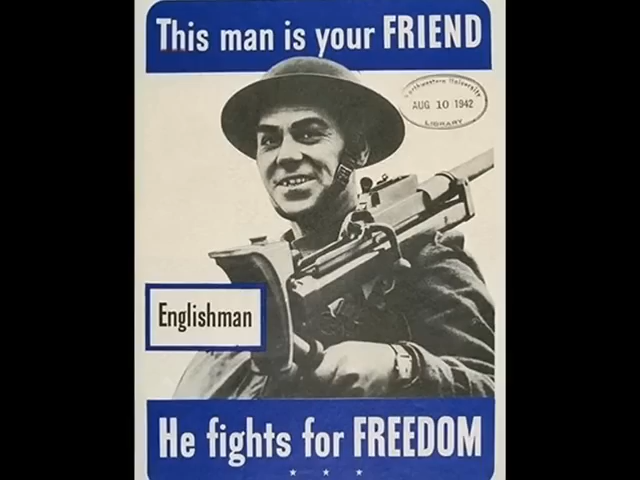 This man is your FRIEND
Northwestern University
AUG 10 1942
LIBRARY
Englishman
He fights for FREEDOM